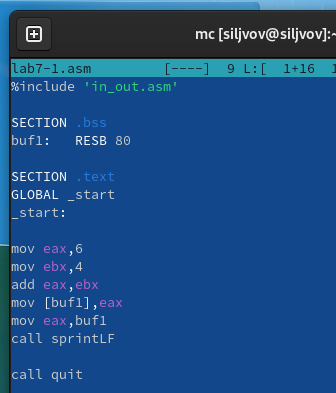 mc [siljvov@siljvov]:~
lab7-1.asm [----] 9 L:[ 1+16 1
%include 'in_out.asm'
SECTION .bss
buf1: RESB 80
SECTION .text
GLOBAL _start
_start:
mov eax,6
mov ebx,4
add eax,ebx
mov [buf1],eax
mov eax,buf1
call sprintLF
call quit